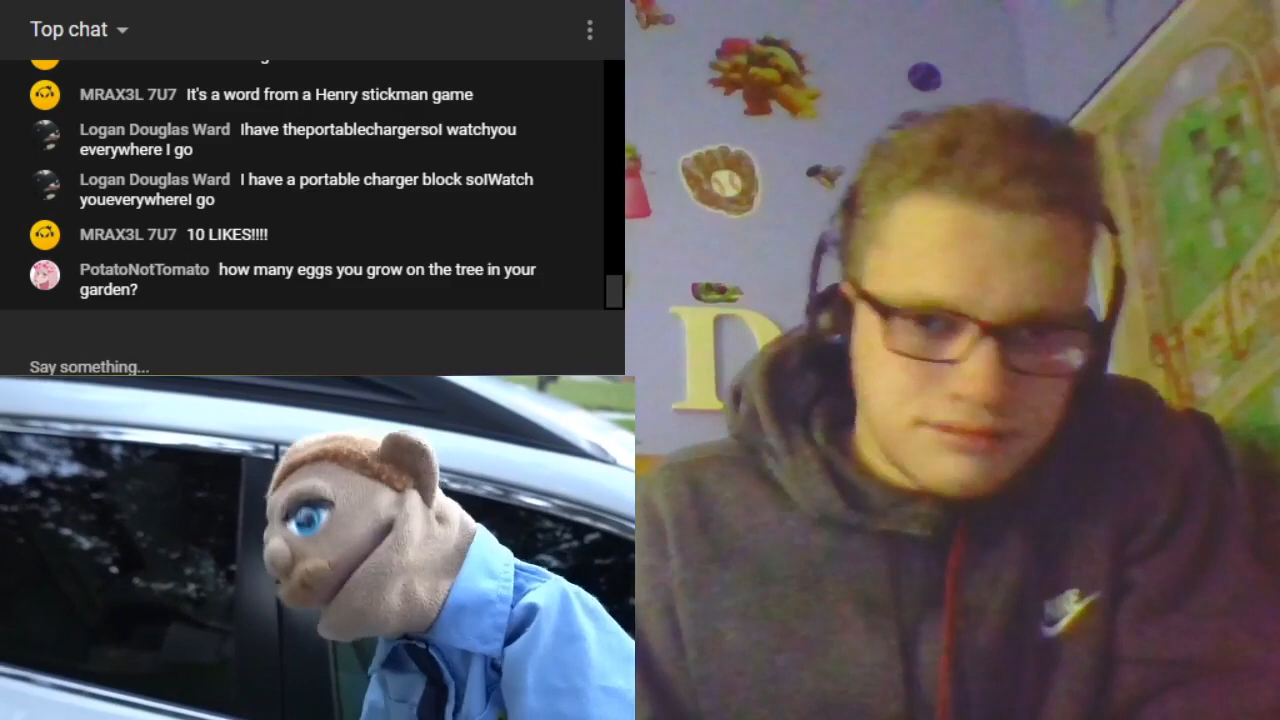 Top chat
MRAX3L 7U7 It's a word from a Henry stickman game
Logan Douglas Ward Ihave theportablechargersoI watchyou
everywhere I go
Logan Douglas Ward I have a portable charger block soIWatch
youeverywhereI go
MRAX3L 7U7 10 LIKES!!!!
PotatoNotTomato how many eggs you grow on the tree in your
garden?
Say something...
D